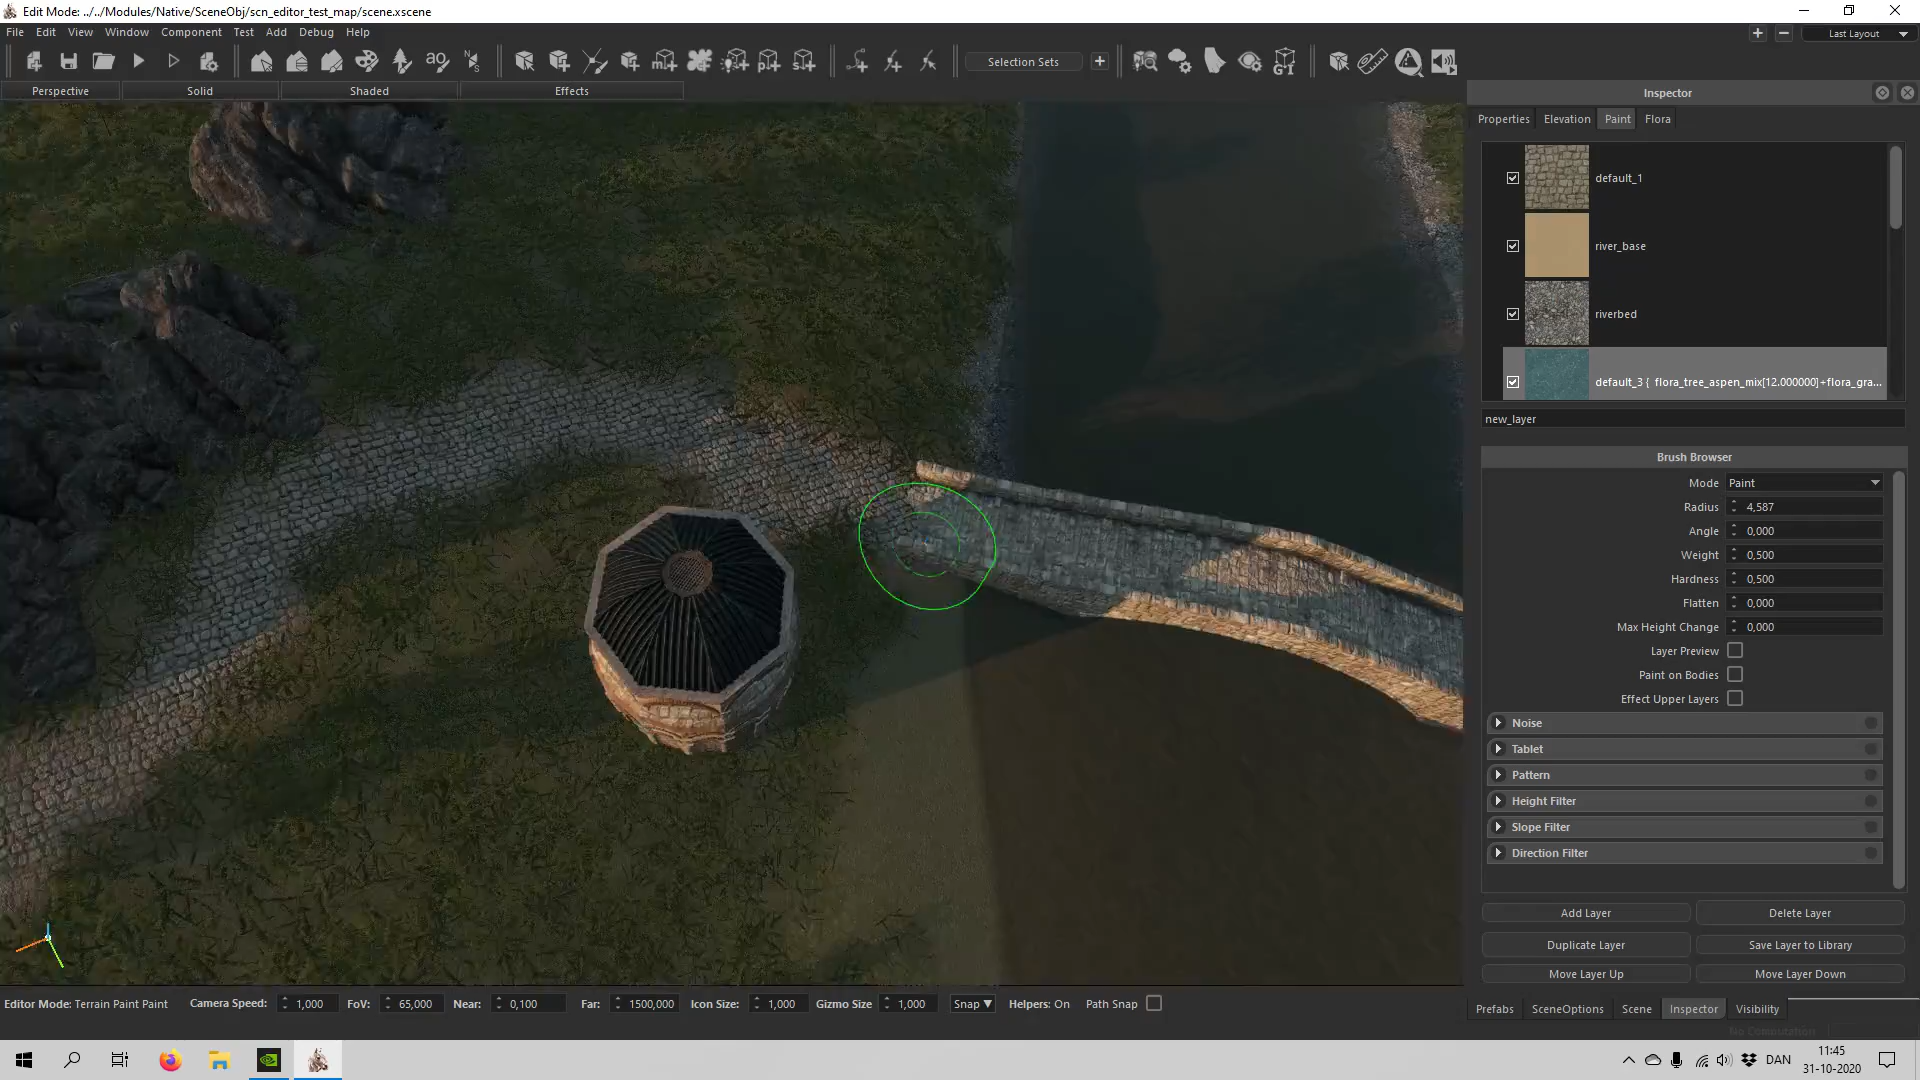 Edit Mode: ../../Modules/Native/SceneObj/scn_editor_test_map/scene.xscene
File Edit View Window Component Test Add Debug Help
Last Layout
Selection Sets
Perspective Solid Shaded Effects
Inspector
Properties Elevation Paint Flora
default_1
river_base
riverbed
default_3 { flora_tree_aspen_mix[12.000000]+flora_gra...
new_layer
Brush Browser
Mode Paint
Radius 4,587
Angle 0,000
Weight 0,500
Hardness 0,500
Flatten 0,000
Max Height Change 0,000
Layer Preview
Paint on Bodies
Effect Upper Layers
Noise
Tablet
Pattern
Height Filter
Slope Filter
Direction Filter
Add Layer Delete Layer
Duplicate Layer Save Layer to Library
Move Layer Up Move Layer Down
Editor Mode: Terrain Paint Paint Camera Speed: 1,000 FoV: 65,000 Near: 0,100 Far: 1500,000 Icon Size: 1,000 Gizmo Size 1,000 Snap Helpers: On Path Snap
Prefabs SceneOptions Scene Inspector Visibility
No Computation
DAN
11:45
31-10-2020